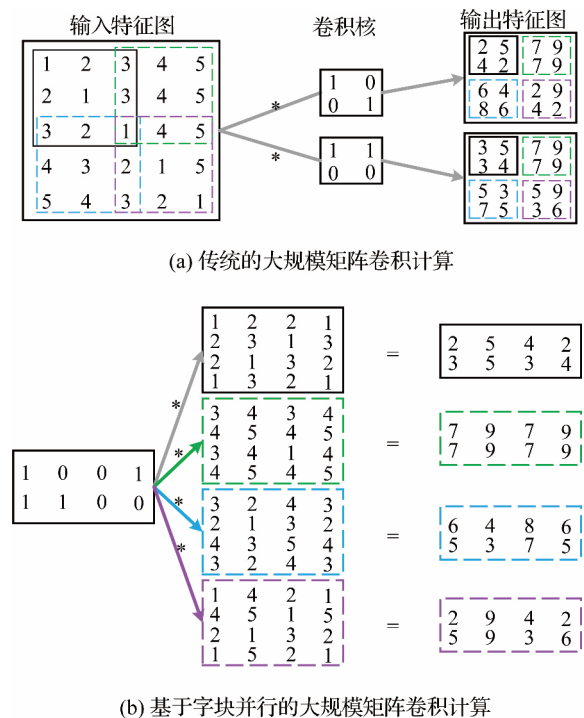 输入特征图 卷积核 输出特征图
1 2 3 4 5
2 1 3 4 5
3 2 1 4 5
4 3 2 1 5
5 4 3 2 1
*
*
1 0
0 1
1 1
0 0
2 5 7 9
4 2 7 9
6 4 2 9
8 6 4 2
3 5 7 9
3 4 7 9
5 3 5 9
7 5 3 6
(a) 传统的大规模矩阵卷积计算
1 0 0 1
1 1 0 0
*
*
*
*
1 2 2 1
2 3 1 3
2 1 3 2
1 3 2 1
=
2 5 4 2
3 5 3 4
3 4 3 4
4 5 4 5
3 4 1 4
4 5 4 5
=
7 9 7 9
7 9 7 9
3 2 4 3
2 1 3 2
4 3 5 4
3 2 4 3
=
6 4 8 6
5 3 7 5
1 4 2 1
4 5 1 5
2 1 3 2
1 5 2 1
=
2 9 4 2
5 9 3 6
(b) 基于字块并行的大规模矩阵卷积计算